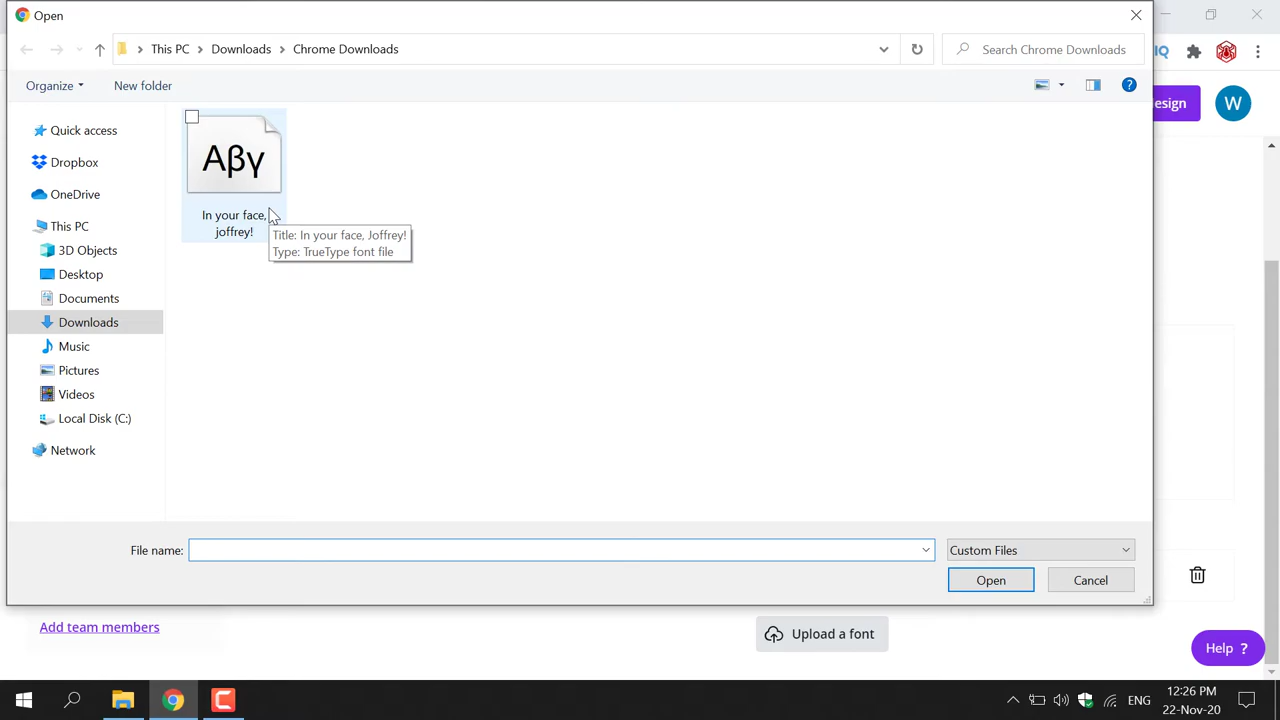 Open
This PC > Downloads > Chrome Downloads
Search Chrome Downloads
IQ
Organize
New folder
?
esign
W
Quick access
Dropbox
OneDrive
This PC
3D Objects
Desktop
Documents
Downloads
Music
Pictures
Videos
Local Disk (C:)
Network
Aβγ
In your face,
joffrey!
Title: In your face, Joffrey!
Type: TrueType font file
File name:
Custom Files
Open
Cancel
Add team members
Upload a font
Help ?
ENG
12:26 PM
22-Nov-20